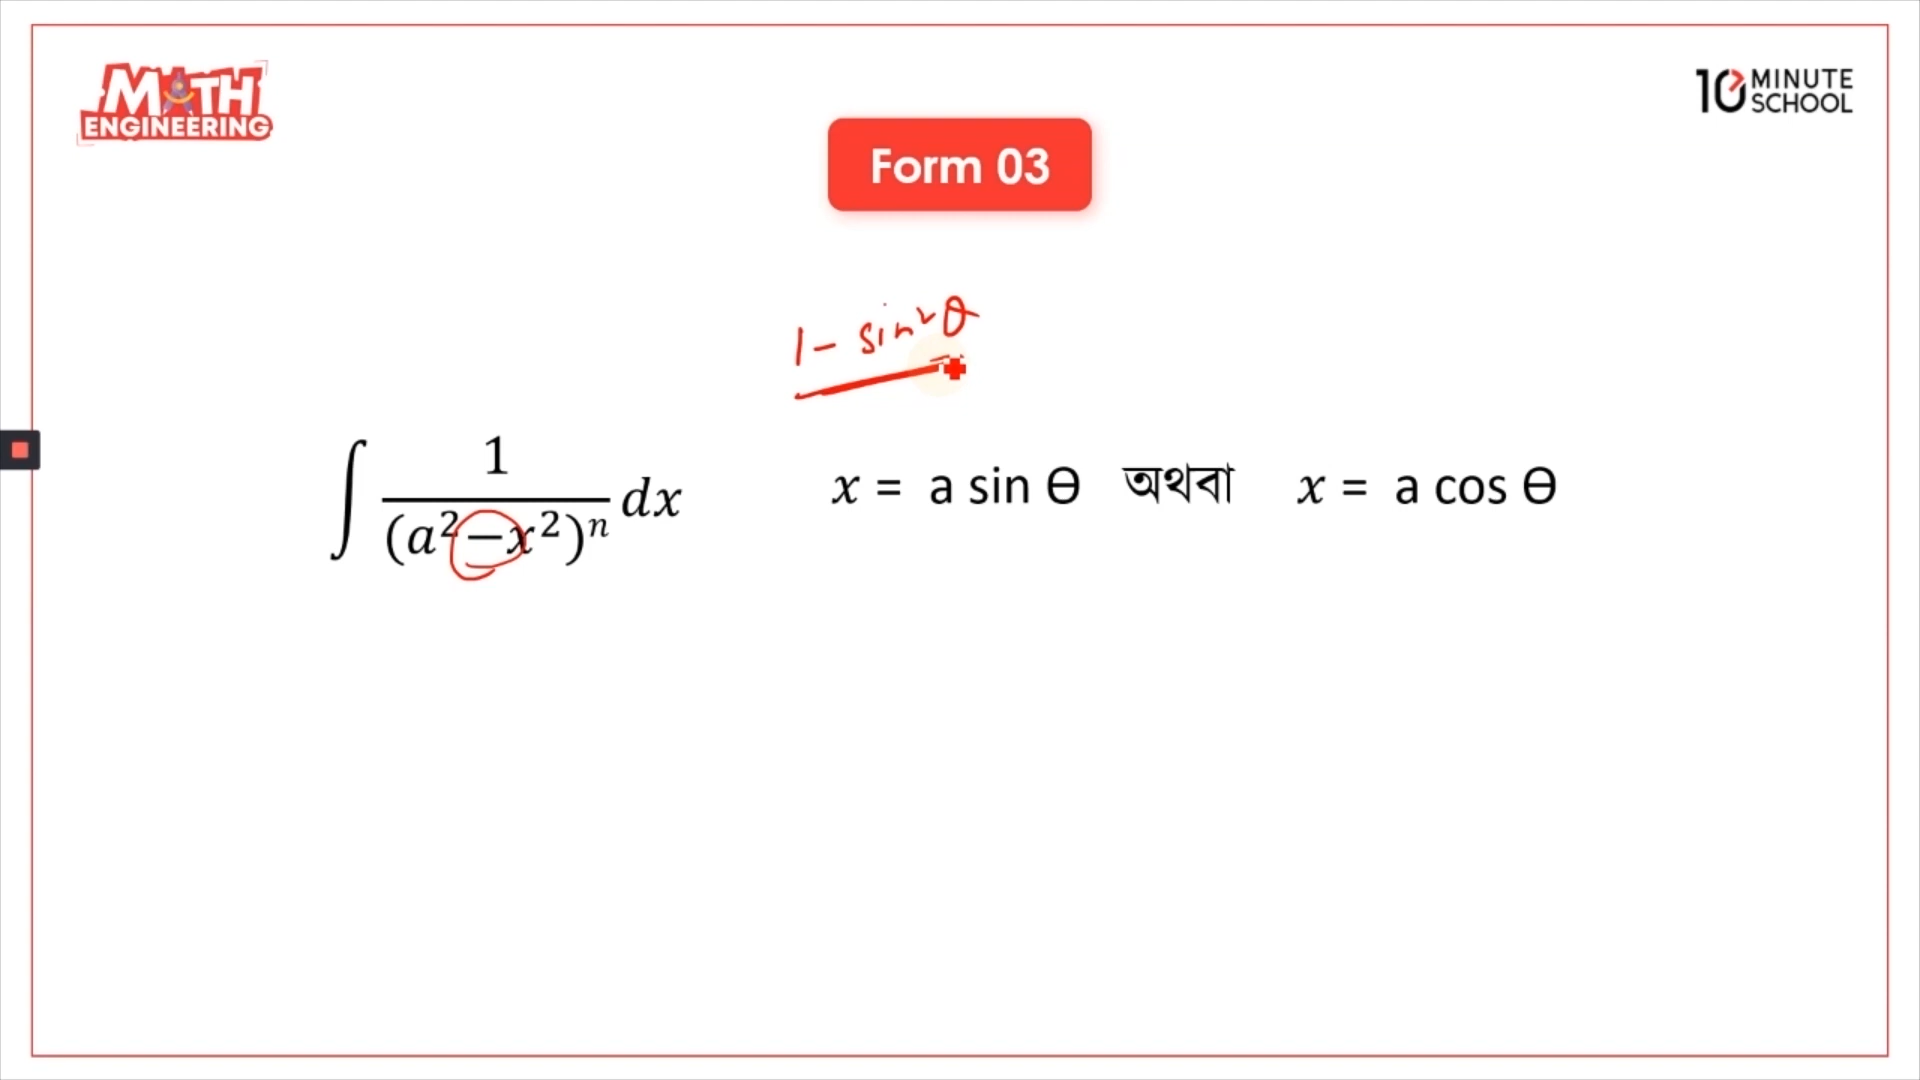 MATH
ENGINEERING
10 MINUTE
SCHOOL
Form 03
1 - sin²θ
∫ 1/(a²−x²)ⁿ dx x = a sin Ɵ অথবা x = a cos Ɵ